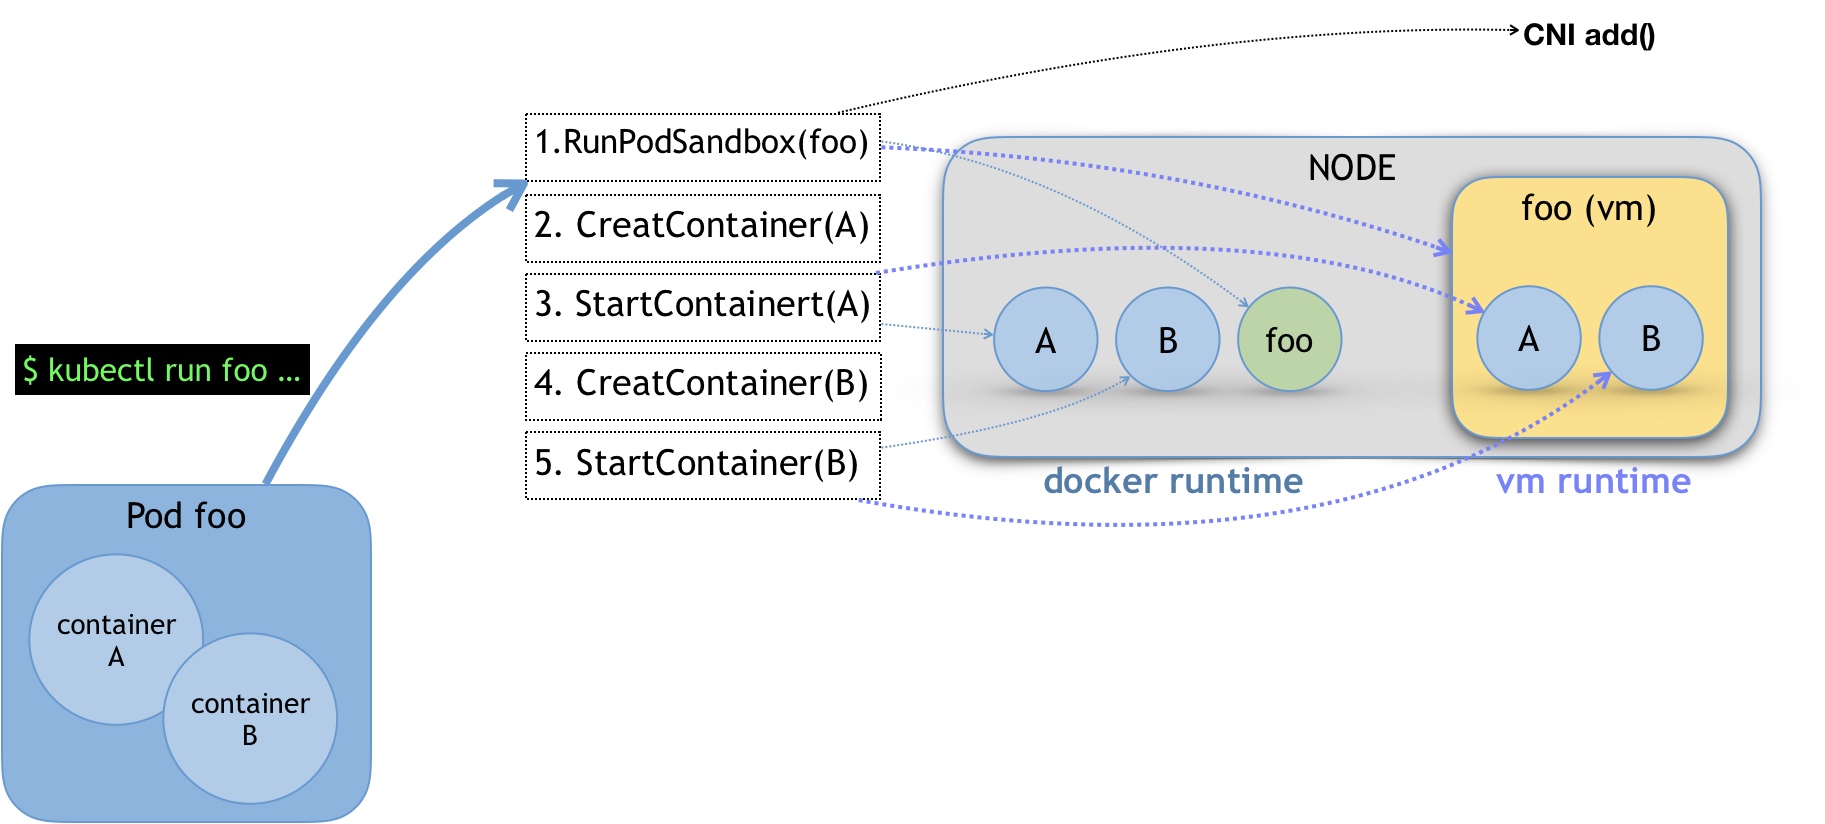 CNI add()
1.RunPodSandbox(foo)
2. CreatContainer(A)
3. StartContainert(A)
4. CreatContainer(B)
5. StartContainer(B)
NODE
foo (vm)
A
B
foo
A
B
docker runtime
vm runtime
$ kubectl run foo ...
Pod foo
container
A
container
B